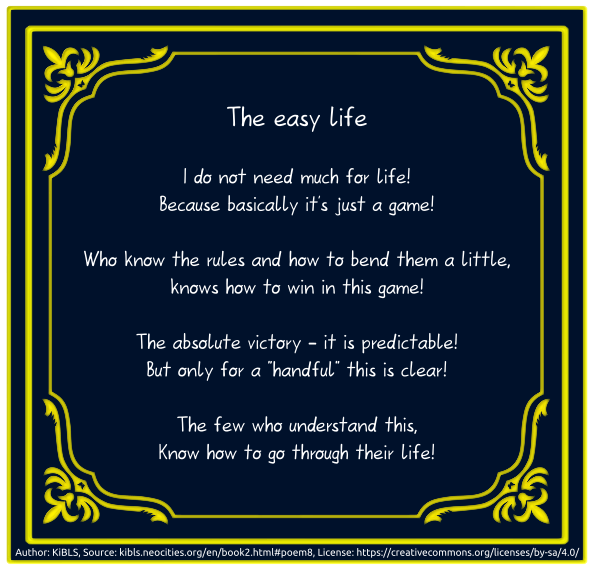 The easy life
I do not need much for life!
Because basically it's just a game!
Who know the rules and how to bend them a little,
knows how to win in this game!
The absolute victory - it is predictable!
But only for a "handful" this is clear!
The few who understand this,
Know how to go through their life!
Author: KiBLS, Source: kibls.neocities.org/en/book2.html#poem8, License: https://creativecommons.org/licenses/by-sa/4.0/